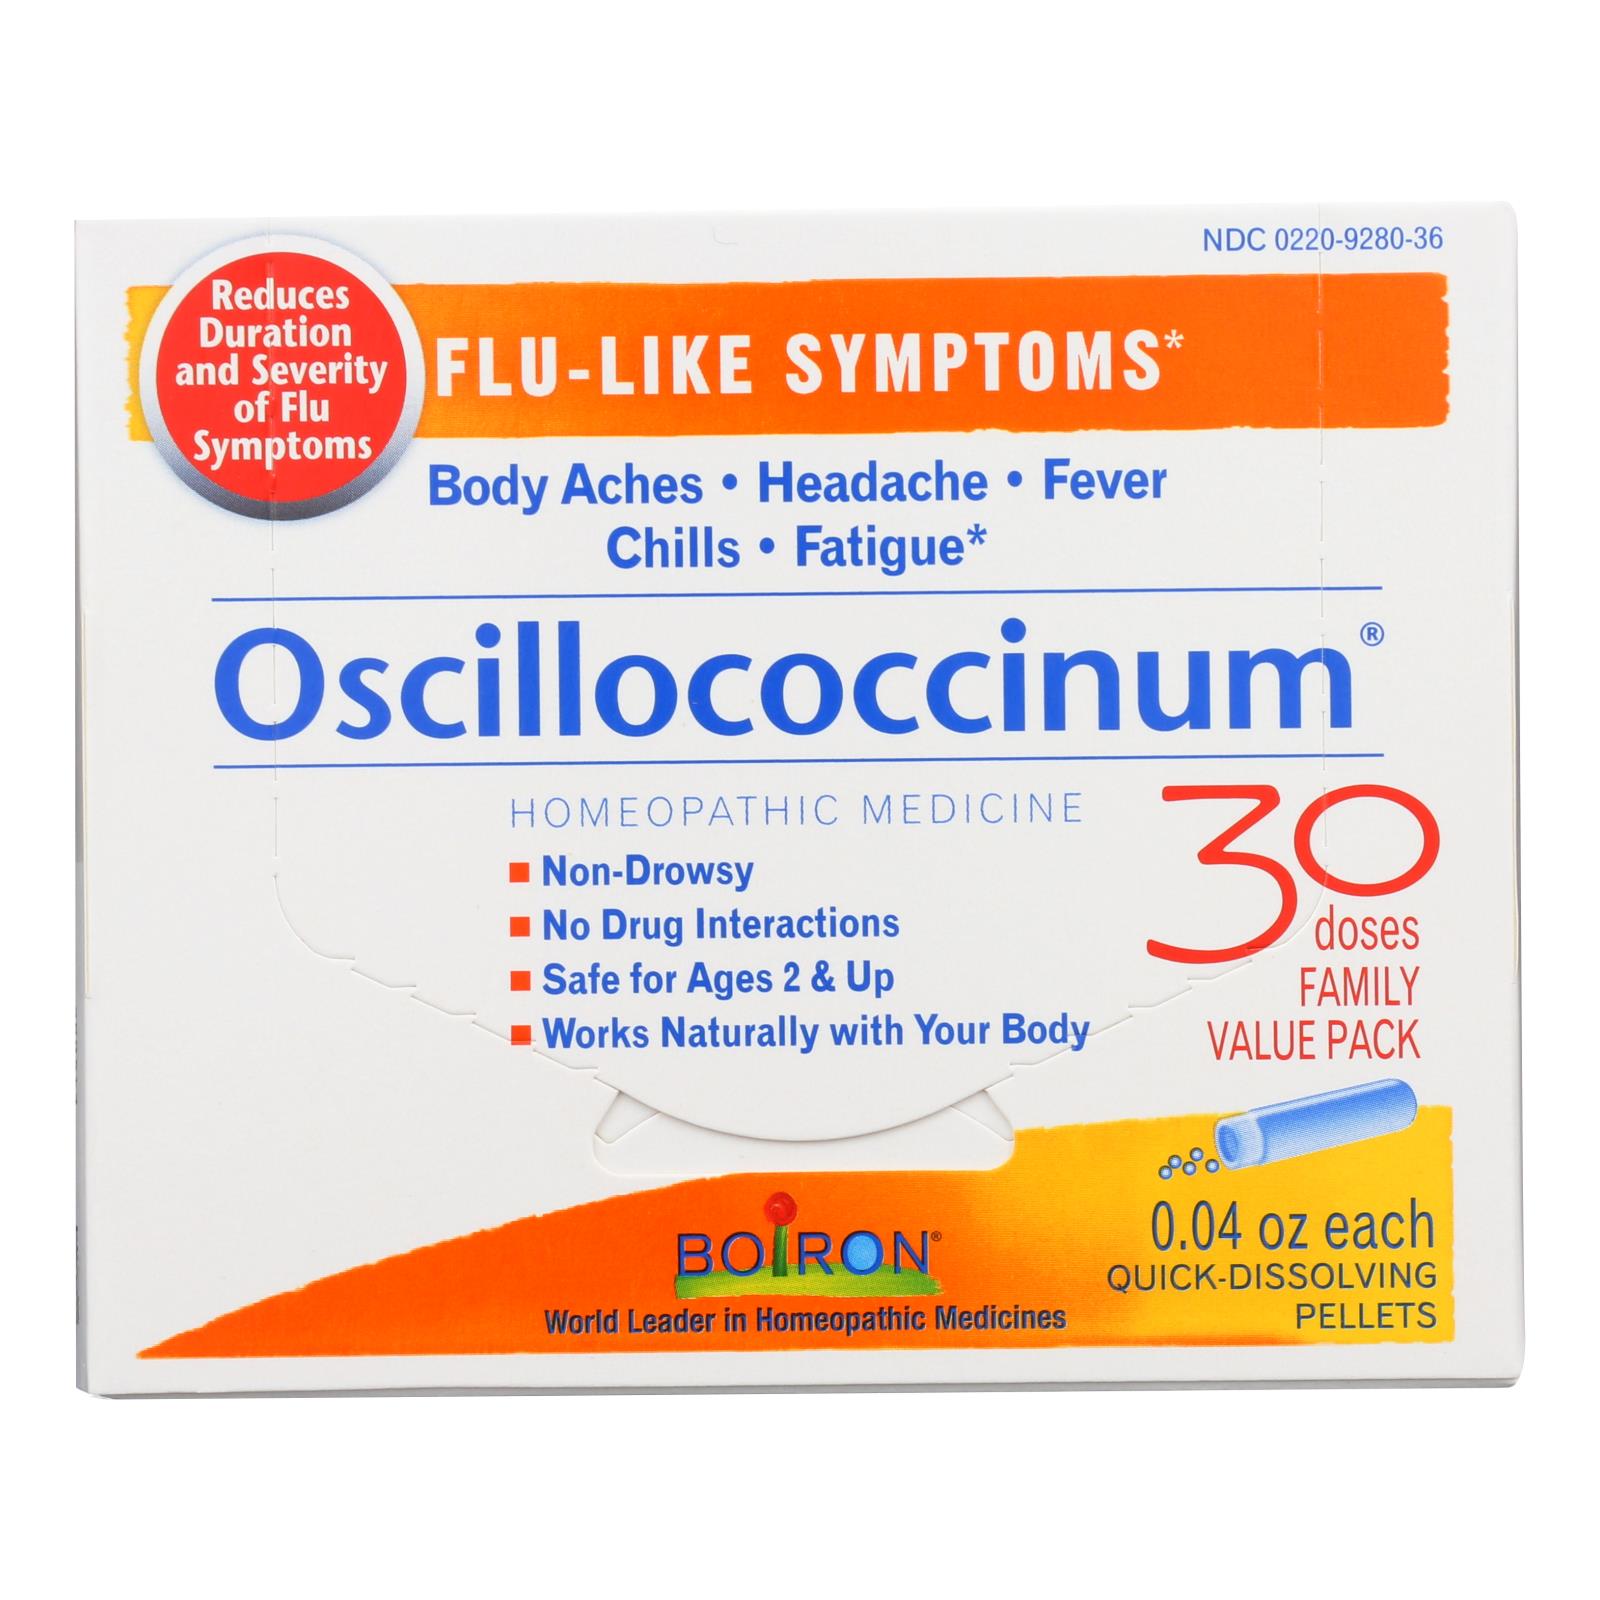 NDC 0220-9280-36
Reduces
Duration
and Severity
of Flu
Symptoms
FLU-LIKE SYMPTOMS*
Body Aches • Headache • Fever
Chills • Fatigue*
Oscillococcinum®
HOMEOPATHIC MEDICINE
Non-Drowsy
No Drug Interactions
Safe for Ages 2 & Up
Works Naturally with Your Body
30
doses
FAMILY
VALUE PACK
0.04 oz each
QUICK-DISSOLVING
PELLETS
BOIRON®
World Leader in Homeopathic Medicines